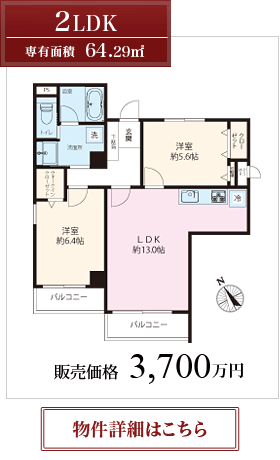 2LDK
専有面積 64.29㎡
PS
浴室
トイレ
洗面所
洗
下駄箱
玄関
洋室
約5.6帖
クローゼット
ウォークインクローゼット
洋室
約6.4帖
LDK
約13.0帖
冷
バルコニー
バルコニー
N
販売価格 3,700万円
物件詳細はこちら